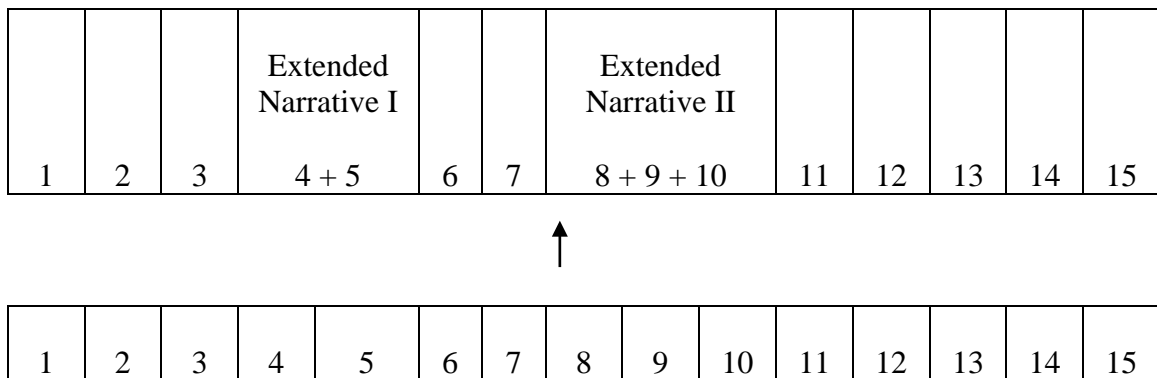 Extended Extended
Narrative I Narrative II
1 2 3 4 + 5 6 7 8 + 9 + 10 11 12 13 14 15
1 2 3 4 5 6 7 8 9 10 11 12 13 14 15